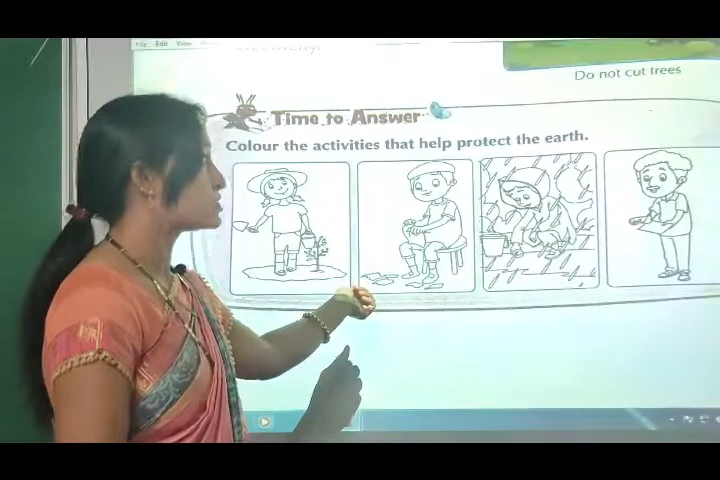 File Edit View
Do not cut trees
Time to Answer
Colour the activities that help protect the earth.